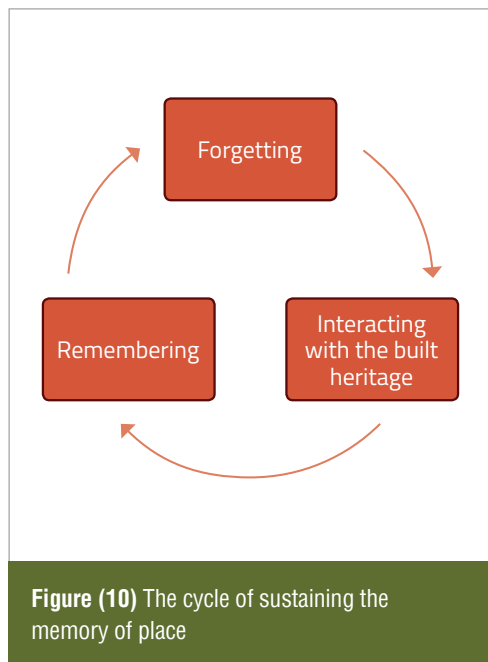 Forgetting
Interacting
with the built
heritage
Remembering
Figure (10) The cycle of sustaining the
memory of place